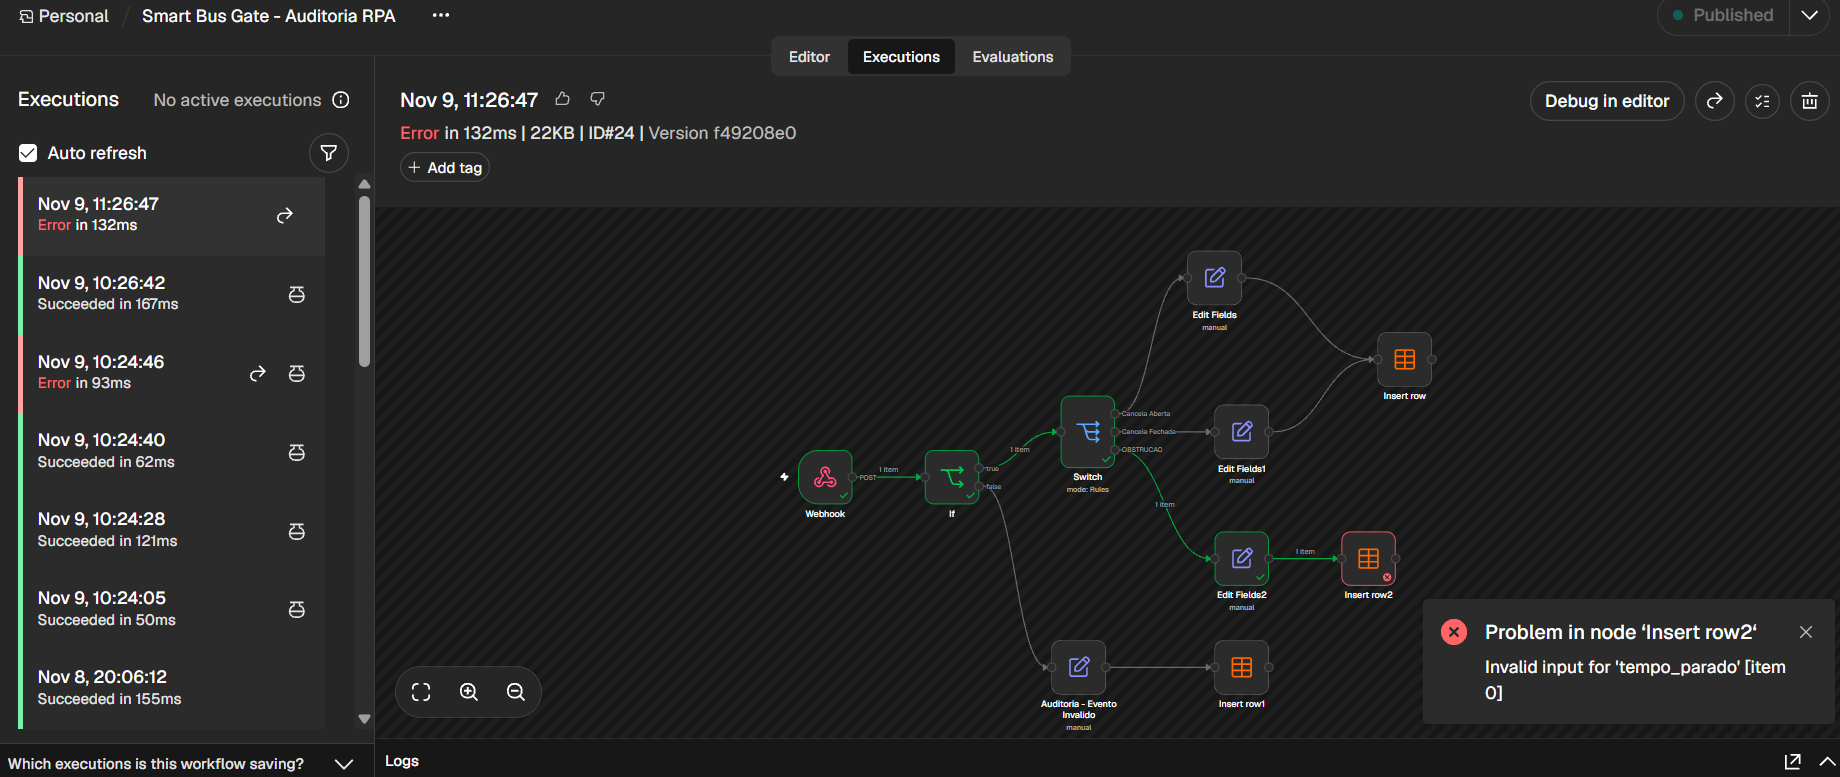 Personal / Smart Bus Gate - Auditoria RPA ...
Published
Editor Executions Evaluations
Executions No active executions
Auto refresh
Nov 9, 11:26:47
Error in 132ms
Nov 9, 10:26:42
Succeeded in 167ms
Nov 9, 10:24:46
Error in 93ms
Nov 9, 10:24:40
Succeeded in 62ms
Nov 9, 10:24:28
Succeeded in 121ms
Nov 9, 10:24:05
Succeeded in 50ms
Nov 8, 20:06:12
Succeeded in 155ms
Which executions is this workflow saving?
Nov 9, 11:26:47
Error in 132ms | 22KB | ID#24 | Version f49208e0
+ Add tag
Debug in editor
Edit Fields
manual
Insert row
Cancela Aberta
Cancela Fechada
OBSTRUCAO
Switch
mode: Rules
Edit Fields1
manual
1 item
POST
1 item
true
false
Webhook
If
1 item
1 item
Edit Fields2
manual
Insert row2
Auditoria - Evento
Invalido
manual
Insert row1
Problem in node ‘Insert row2‘
Invalid input for 'tempo_parado' [item
0]
Logs